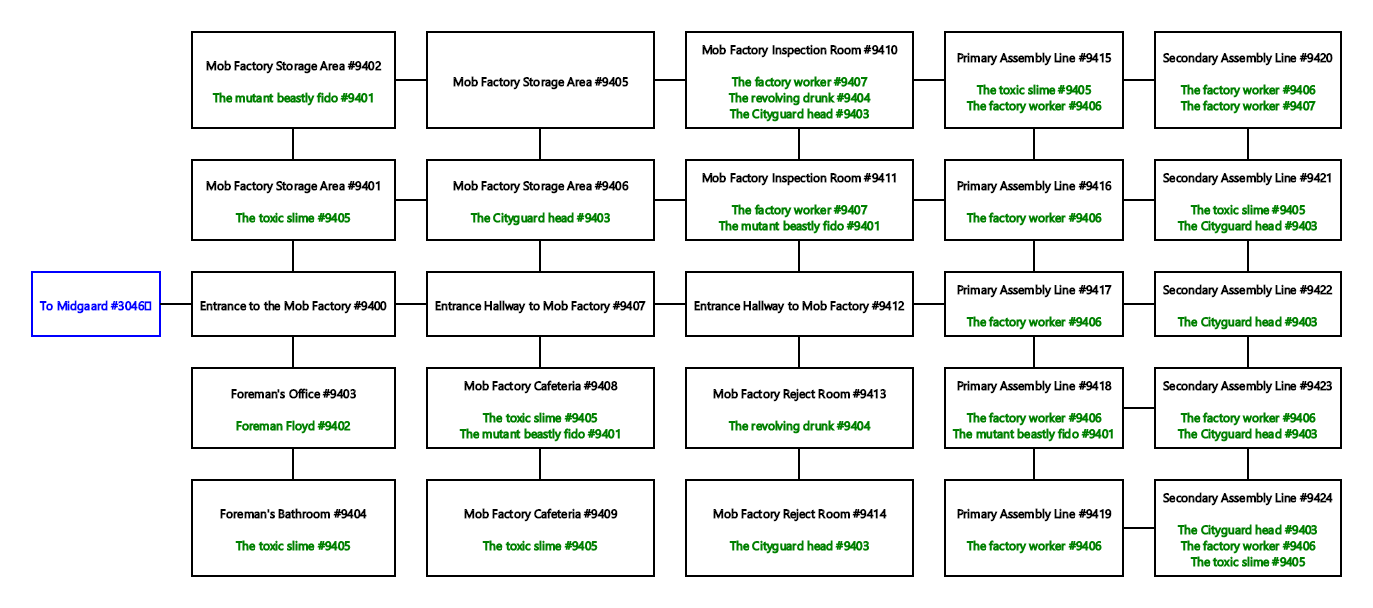 Mob Factory Storage Area #9402
The mutant beastly fido #9401
Mob Factory Storage Area #9405
Mob Factory Inspection Room #9410
The factory worker #9407
The revolving drunk #9404
The Cityguard head #9403
Primary Assembly Line #9415
The toxic slime #9405
The factory worker #9406
Secondary Assembly Line #9420
The factory worker #9406
The factory worker #9407
Mob Factory Storage Area #9401
The toxic slime #9405
Mob Factory Storage Area #9406
The Cityguard head #9403
Mob Factory Inspection Room #9411
The factory worker #9407
The mutant beastly fido #9401
Primary Assembly Line #9416
The factory worker #9406
Secondary Assembly Line #9421
The toxic slime #9405
The Cityguard head #9403
To Midgaard #3046
Entrance to the Mob Factory #9400
Entrance Hallway to Mob Factory #9407
Entrance Hallway to Mob Factory #9412
Primary Assembly Line #9417
The factory worker #9406
Secondary Assembly Line #9422
The Cityguard head #9403
Foreman's Office #9403
Foreman Floyd #9402
Mob Factory Cafeteria #9408
The toxic slime #9405
The mutant beastly fido #9401
Mob Factory Reject Room #9413
The revolving drunk #9404
Primary Assembly Line #9418
The factory worker #9406
The mutant beastly fido #9401
Secondary Assembly Line #9423
The factory worker #9406
The Cityguard head #9403
Foreman's Bathroom #9404
The toxic slime #9405
Mob Factory Cafeteria #9409
The toxic slime #9405
Mob Factory Reject Room #9414
The Cityguard head #9403
Primary Assembly Line #9419
The factory worker #9406
Secondary Assembly Line #9424
The Cityguard head #9403
The factory worker #9406
The toxic slime #9405